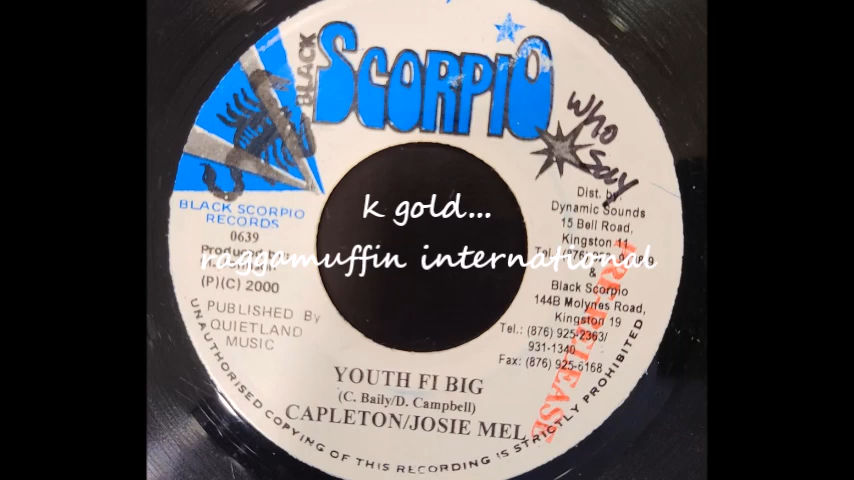 BLACK
SCORPIO
Who
Say
BLACK SCORPIO
RECORDS
0639
(P)(C) 2000
PUBLISHED By
QUIETLAND
MUSIC
Dist. by
Dynamic Sounds
15 Bell Road,
Kingston 11
&
Black Scorpio
144B Molynes Road,
Kingston 19
Tel.: (876) 925-2363/
931-1340
Fax: (876) 925-6168
PRE-RELEASE
k gold...
raggamuffin international
YOUTH FI BIG
(C. Baily/D. Campbell)
CAPLETON/JOSIE MEL
UNAUTHORISED COPYING OF THIS RECORDING IS STRICTLY PROHIBITED